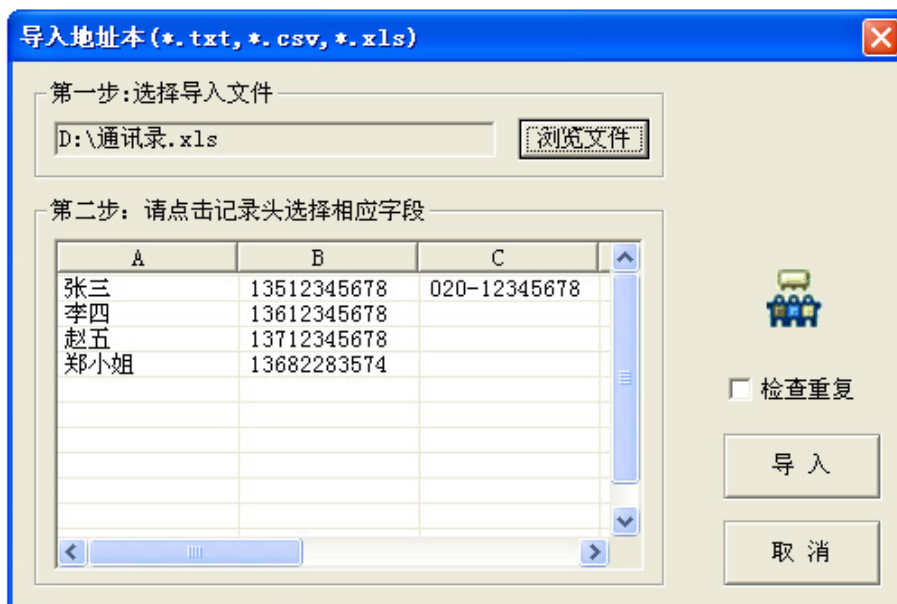 导入地址本(*.txt,*.csv,*.xls)
第一步:选择导入文件
D:\通讯录.xls
浏览文件
第二步: 请点击记录头选择相应字段
A B C
张三 13512345678 020-12345678
李四 13612345678
赵五 13712345678
郑小姐 13682283574
检查重复
导 入
取 消